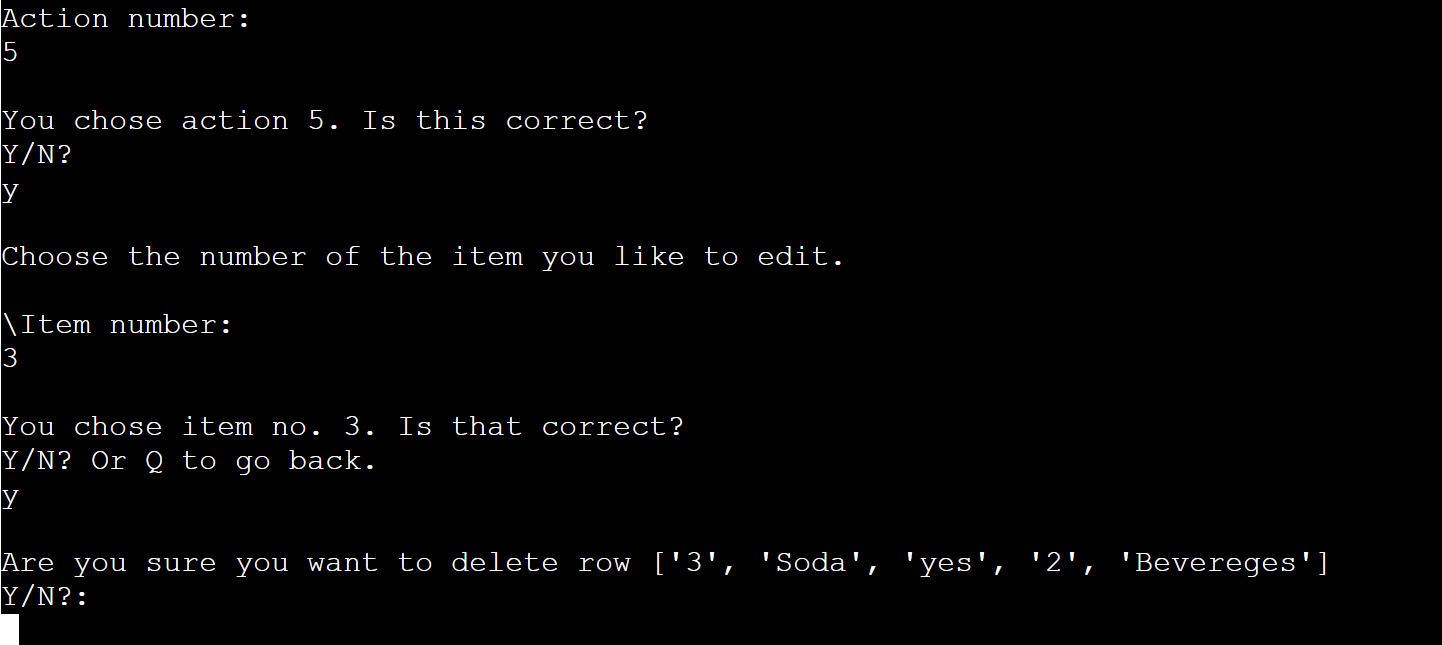 Action number:
5
You chose action 5. Is this correct?
Y/N?
y
Choose the number of the item you like to edit.
\Item number:
3
You chose item no. 3. Is that correct?
Y/N? Or Q to go back.
y
Are you sure you want to delete row ['3', 'Soda', 'yes', '2', 'Bevereges']
Y/N?: